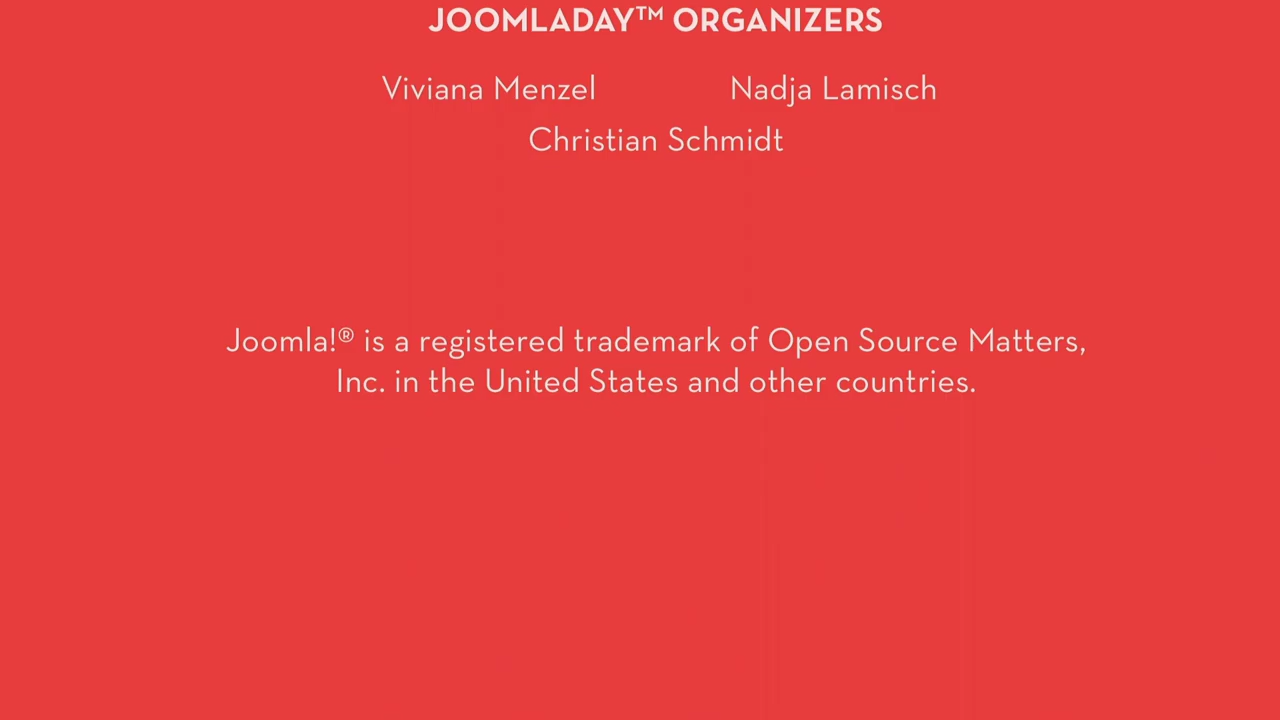 JOOMLADAY™ ORGANIZERS
Viviana Menzel Nadja Lamisch
Christian Schmidt
Joomla!® is a registered trademark of Open Source Matters,
Inc. in the United States and other countries.